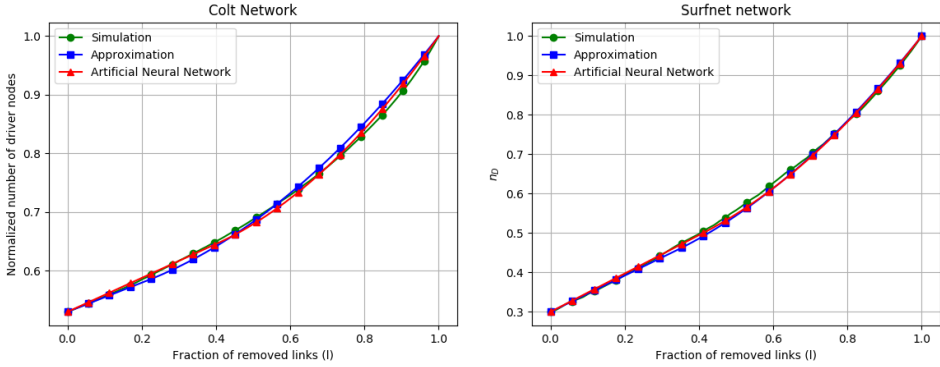 Colt Network
Simulation
Approximation
Artificial Neural Network
Normalized number of driver nodes
1.0
0.9
0.8
0.7
0.6
0.0 0.2 0.4 0.6 0.8 1.0
Fraction of removed links (l)
Surfnet network
Simulation
Approximation
Artificial Neural Network
n_D
1.0
0.9
0.8
0.7
0.6
0.5
0.4
0.3
0.0 0.2 0.4 0.6 0.8 1.0
Fraction of removed links (l)